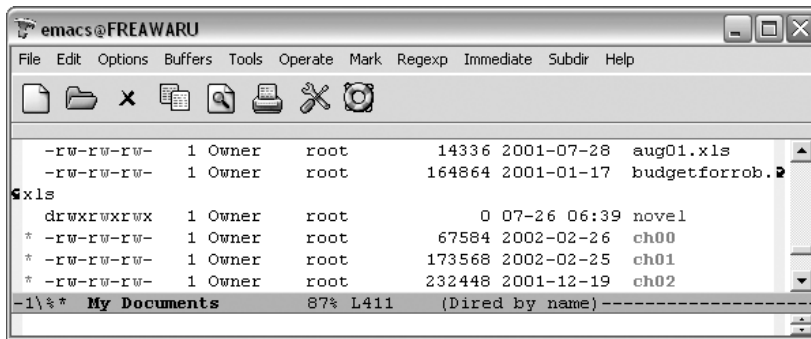 emacs@FREAWARU
File Edit Options Buffers Tools Operate Mark Regexp Immediate Subdir Help
-rw-rw-rw- 1 Owner root 14336 2001-07-28 aug01.xls
-rw-rw-rw- 1 Owner root 164864 2001-01-17 budgetforrob.
xls
drwxrwxrwx 1 Owner root 0 07-26 06:39 novel
* -rw-rw-rw- 1 Owner root 67584 2002-02-26 ch00
* -rw-rw-rw- 1 Owner root 173568 2002-02-25 ch01
* -rw-rw-rw- 1 Owner root 232448 2001-12-19 ch02
-1\%* My Documents 87% L411 (Dired by name)--------------------